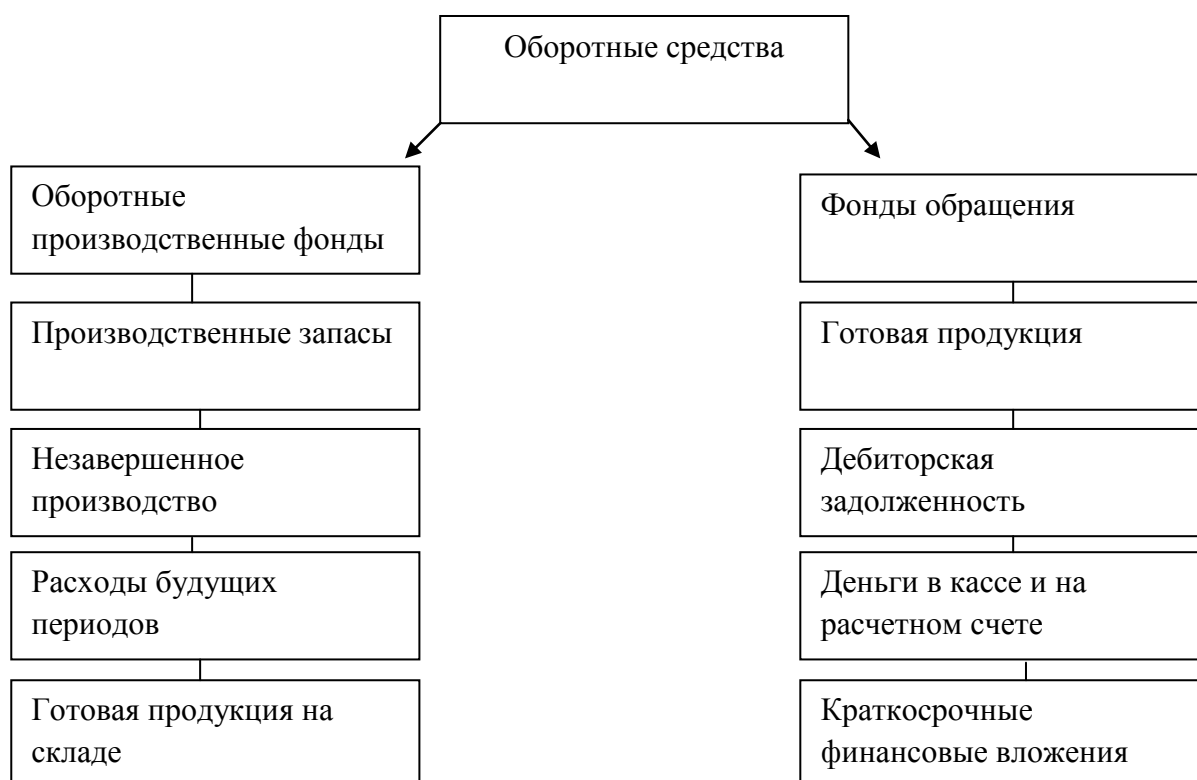 Оборотные средства
Оборотные
производственные фонды
Производственные запасы
Незавершенное
производство
Расходы будущих
периодов
Готовая продукция на
складе
Фонды обращения
Готовая продукция
Дебиторская
задолженность
Деньги в кассе и на
расчетном счете
Краткосрочные
финансовые вложения